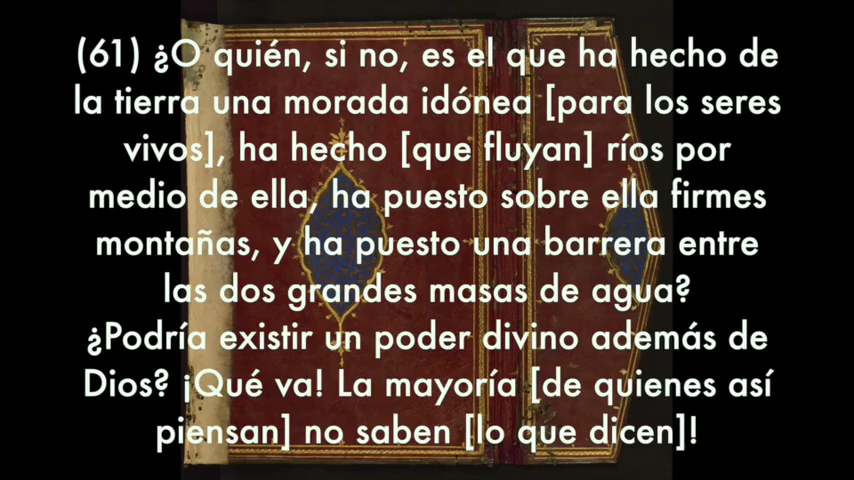 (61) ¿O quién, si no, es el que ha hecho de
la tierra una morada idónea [para los seres
vivos], ha hecho [que fluyan] ríos por
medio de ella, ha puesto sobre ella firmes
montañas, y ha puesto una barrera entre
las dos grandes masas de agua?
¿Podría existir un poder divino además de
Dios? ¡Qué va! La mayoría [de quienes así
piensan] no saben [lo que dicen]!